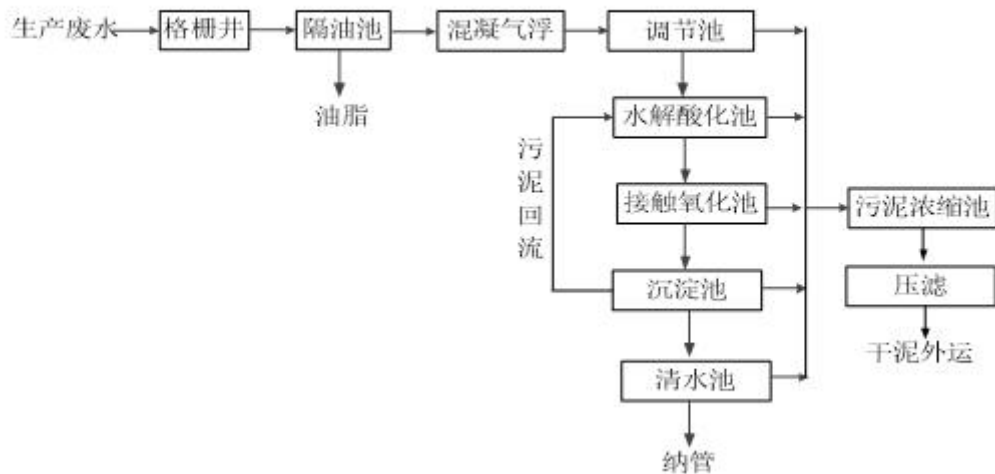 生产废水
格栅井
隔油池
混凝气浮
调节池
油脂
水解酸化池
污泥回流
接触氧化池
污泥浓缩池
沉淀池
压滤
干泥外运
清水池
纳管